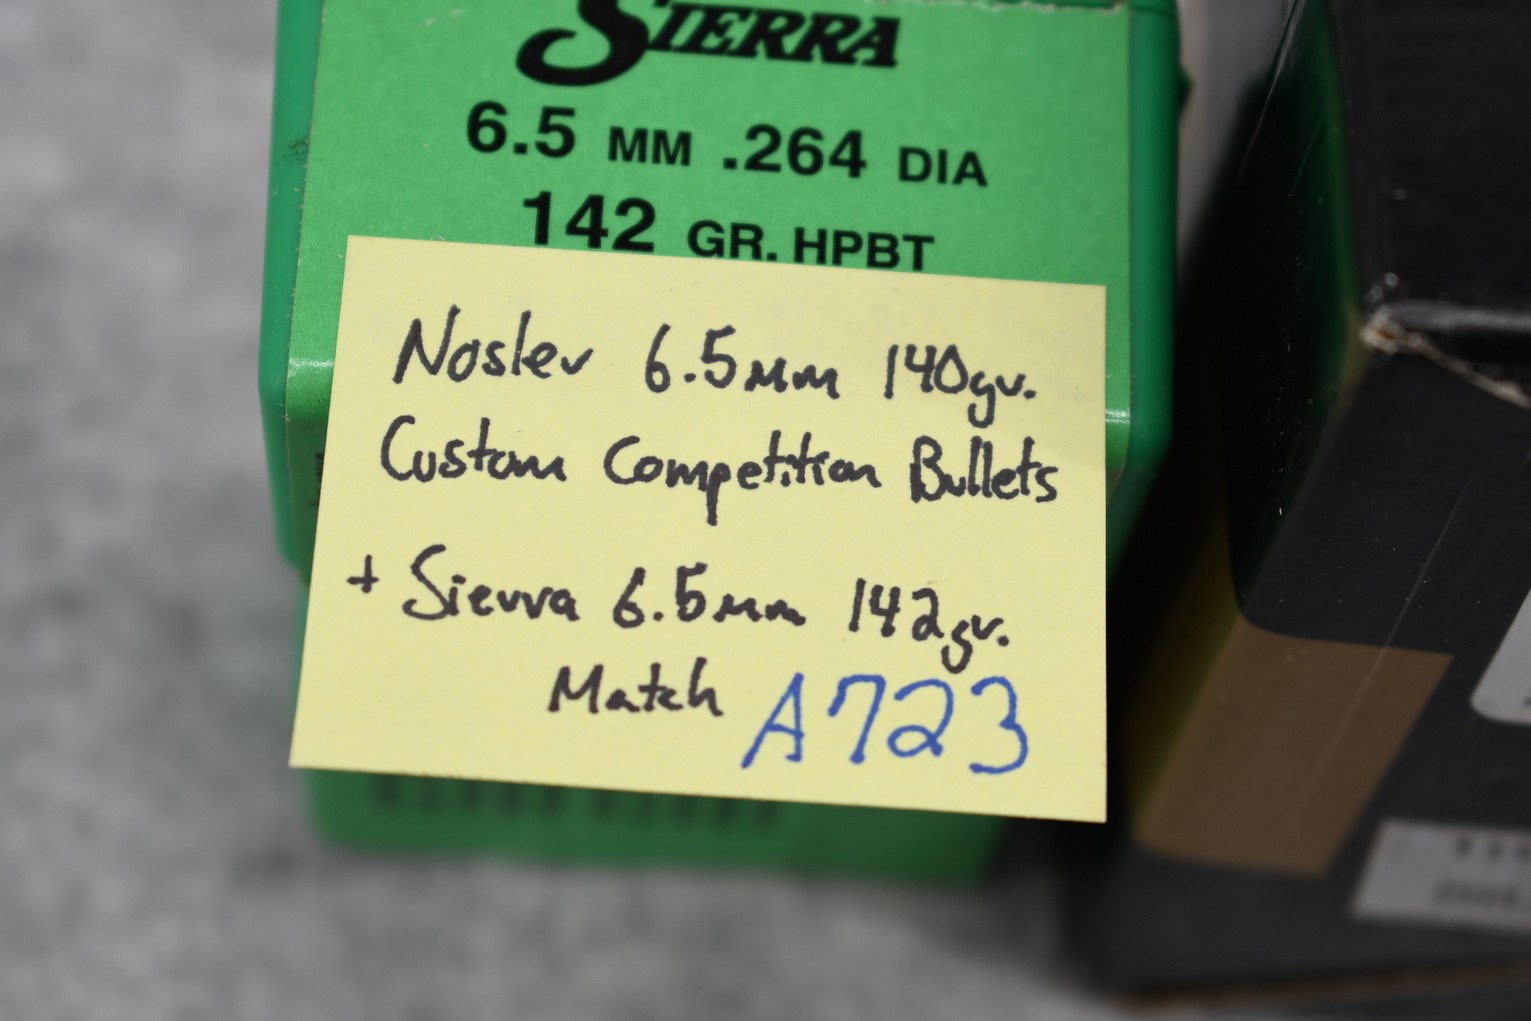 SIERRA
6.5 MM .264 DIA
142 GR. HPBT
Nosler 6.5mm 140gr.
Custom Competition Bullets
+ Sierra 6.5mm 142gr.
Match A723